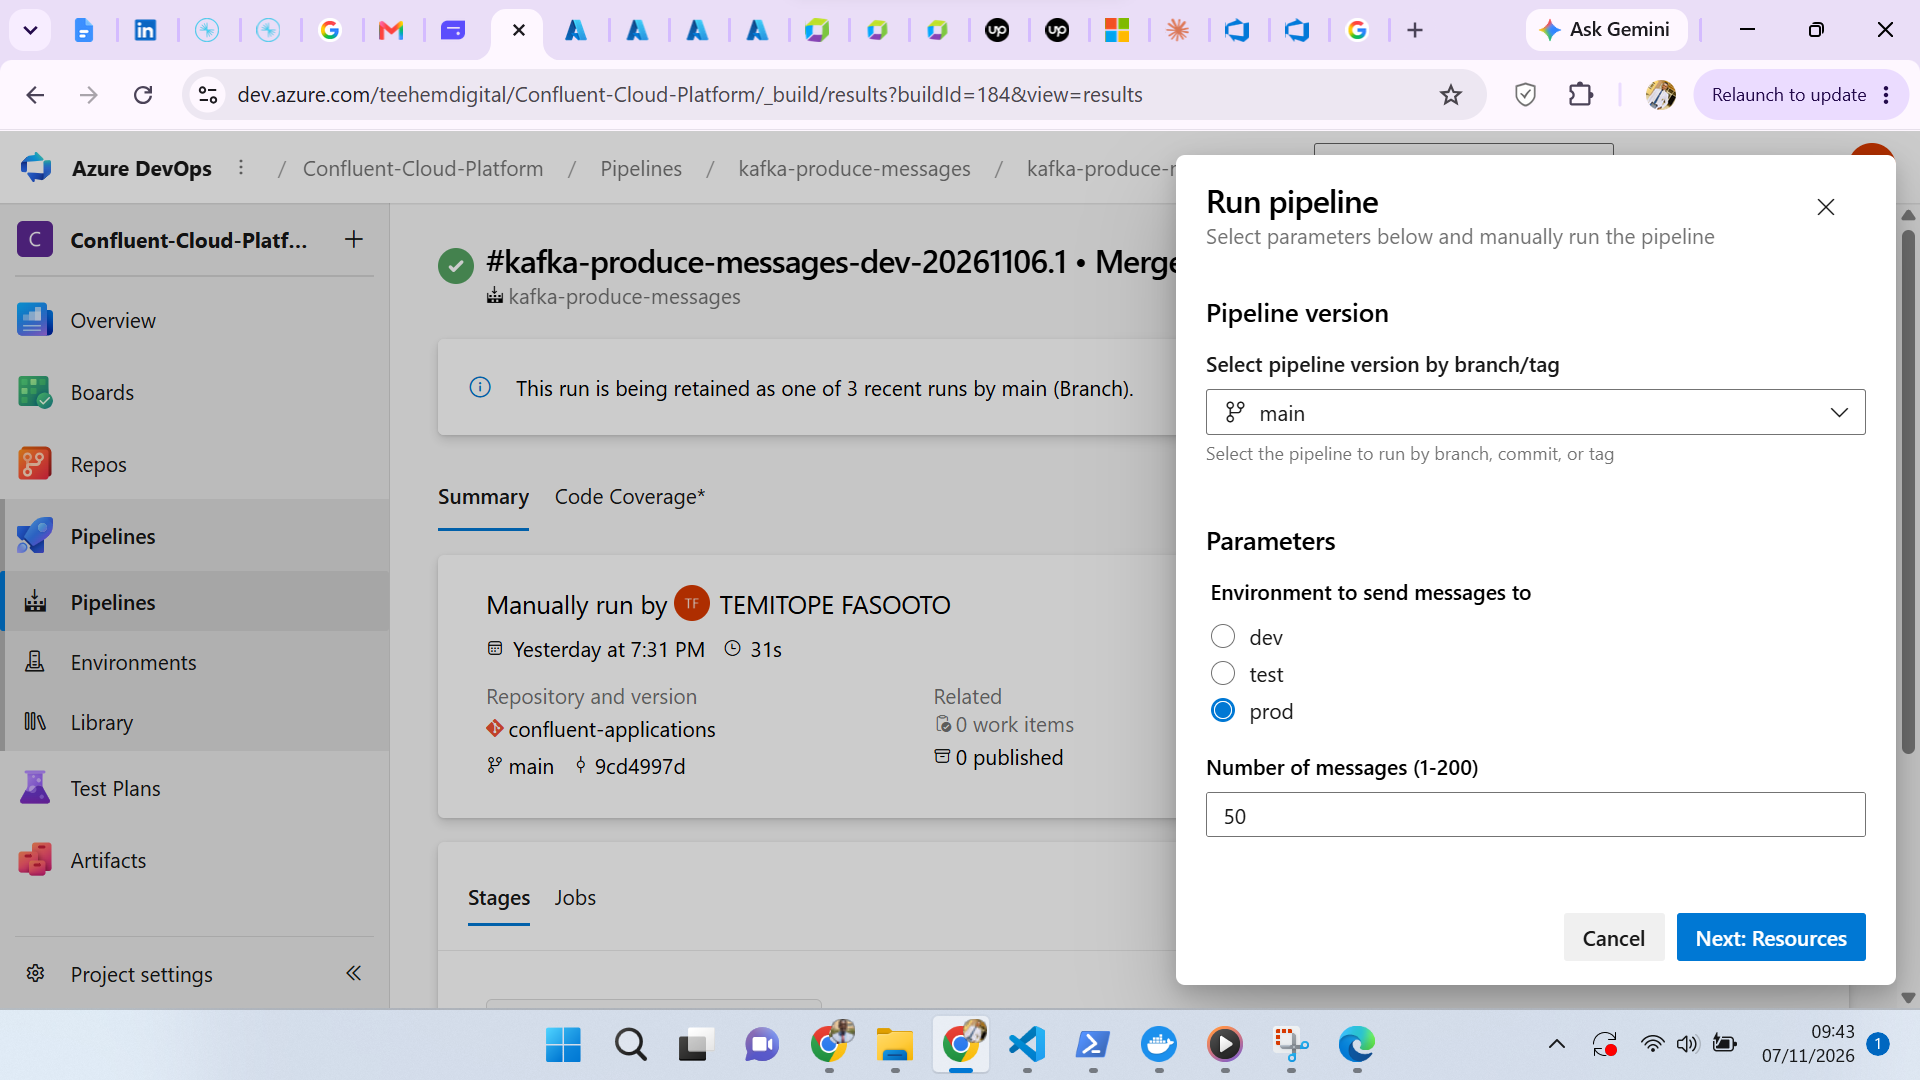 Ask Gemini
dev.azure.com/teehemdigital/Confluent-Cloud-Platform/_build/results?buildId=184&view=results
Relaunch to update
Azure DevOps / Confluent-Cloud-Platform / Pipelines / kafka-produce-messages / kafka-produce-
C Confluent-Cloud-Platf...
Overview
Boards
Repos
Pipelines
Pipelines
Environments
Library
Test Plans
Artifacts
Project settings
#kafka-produce-messages-dev-20261106.1 • Merge
kafka-produce-messages
This run is being retained as one of 3 recent runs by main (Branch).
Summary Code Coverage*
Manually run by TF TEMITOPE FASOOTO
Yesterday at 7:31 PM 31s
Repository and version
confluent-applications
main 9cd4997d
Related
0 work items
0 published
Stages Jobs
Run pipeline
Select parameters below and manually run the pipeline
Pipeline version
Select pipeline version by branch/tag
main
Select the pipeline to run by branch, commit, or tag
Parameters
Environment to send messages to
dev
test
prod
Number of messages (1-200)
50
Cancel
Next: Resources
09:43
07/11/2026
1